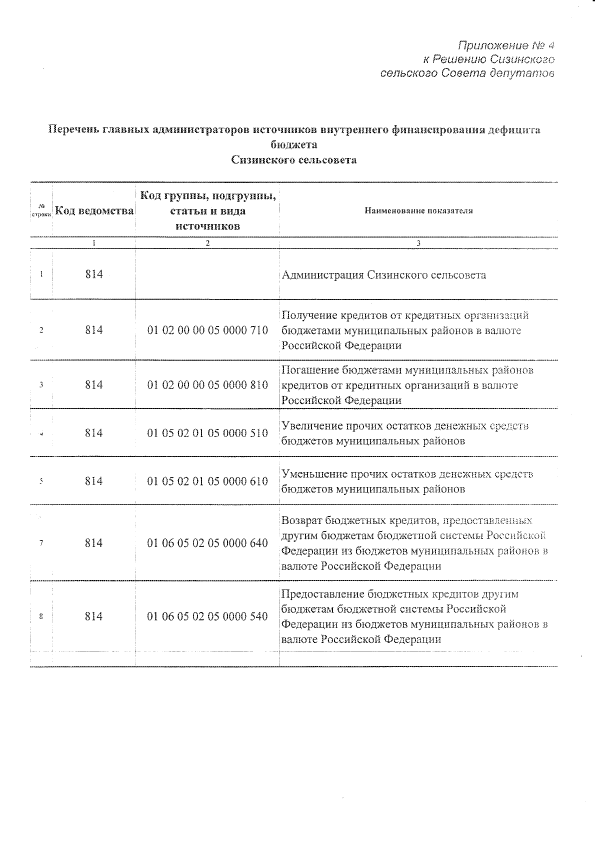 Приложение № 4
к Решению Сизинского
сельского Совета депутатов
Перечень главных администраторов источников внутреннего финансирования дефицита
бюджета
Сизинского сельсовета
№
строки
Код ведомства
Код группы, подгруппы,
статьи и вида
источников
Наименование показателя
1 2 3
1 814 Администрация Сизинского сельсовета
2 814 01 02 00 00 05 0000 710
Получение кредитов от кредитных организаций
бюджетами муниципальных районов в валюте
Российской Федерации
3 814 01 02 00 00 05 0000 810
Погашение бюджетами муниципальных районов
кредитов от кредитных организаций в валюте
Российской Федерации
4 814 01 05 02 01 05 0000 510
Увеличение прочих остатков денежных средств
бюджетов муниципальных районов
5 814 01 05 02 01 05 0000 610
Уменьшение прочих остатков денежных средств
бюджетов муниципальных районов
7 814 01 06 05 02 05 0000 640
Возврат бюджетных кредитов, предоставленных
другим бюджетам бюджетной системы Российской
Федерации из бюджетов муниципальных районов в
валюте Российской Федерации
8 814 01 06 05 02 05 0000 540
Предоставление бюджетных кредитов другим
бюджетам бюджетной системы Российской
Федерации из бюджетов муниципальных районов в
валюте Российской Федерации